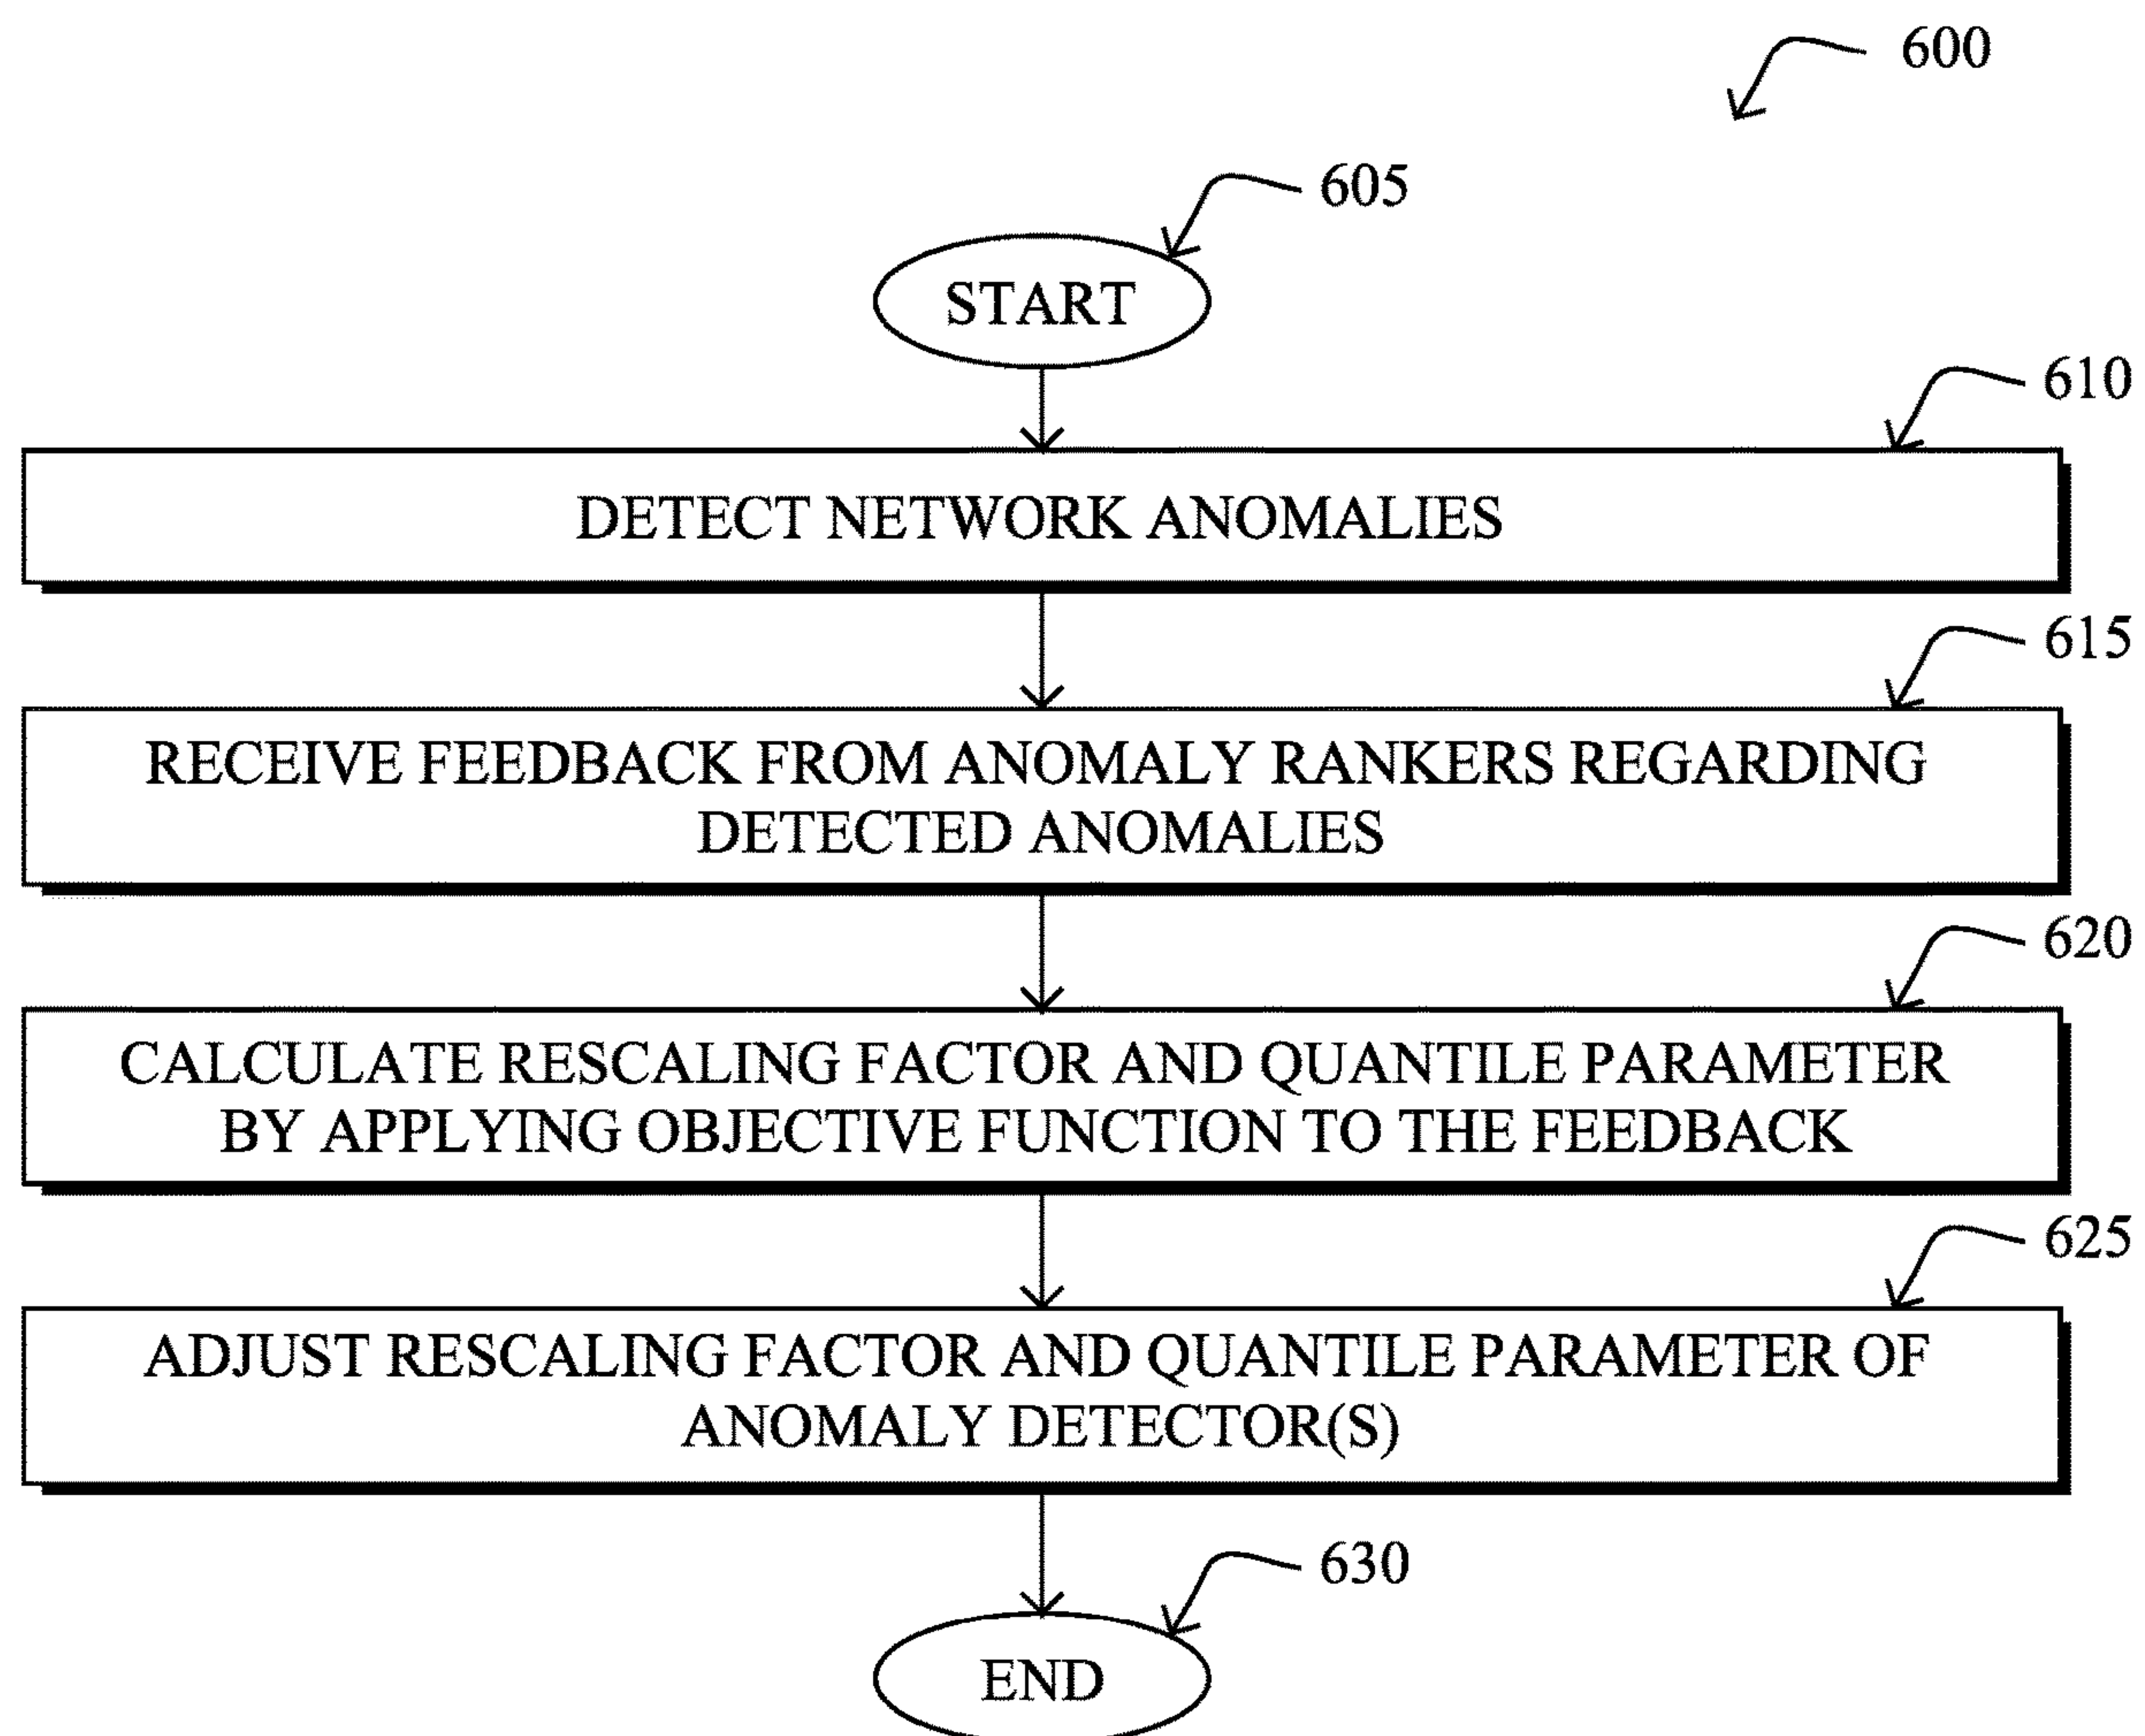 600
605
START
610
DETECT NETWORK ANOMALIES
615
RECEIVE FEEDBACK FROM ANOMALY RANKERS REGARDING
DETECTED ANOMALIES
620
CALCULATE RESCALING FACTOR AND QUANTILE PARAMETER
BY APPLYING OBJECTIVE FUNCTION TO THE FEEDBACK
625
ADJUST RESCALING FACTOR AND QUANTILE PARAMETER OF
ANOMALY DETECTOR(S)
630
END